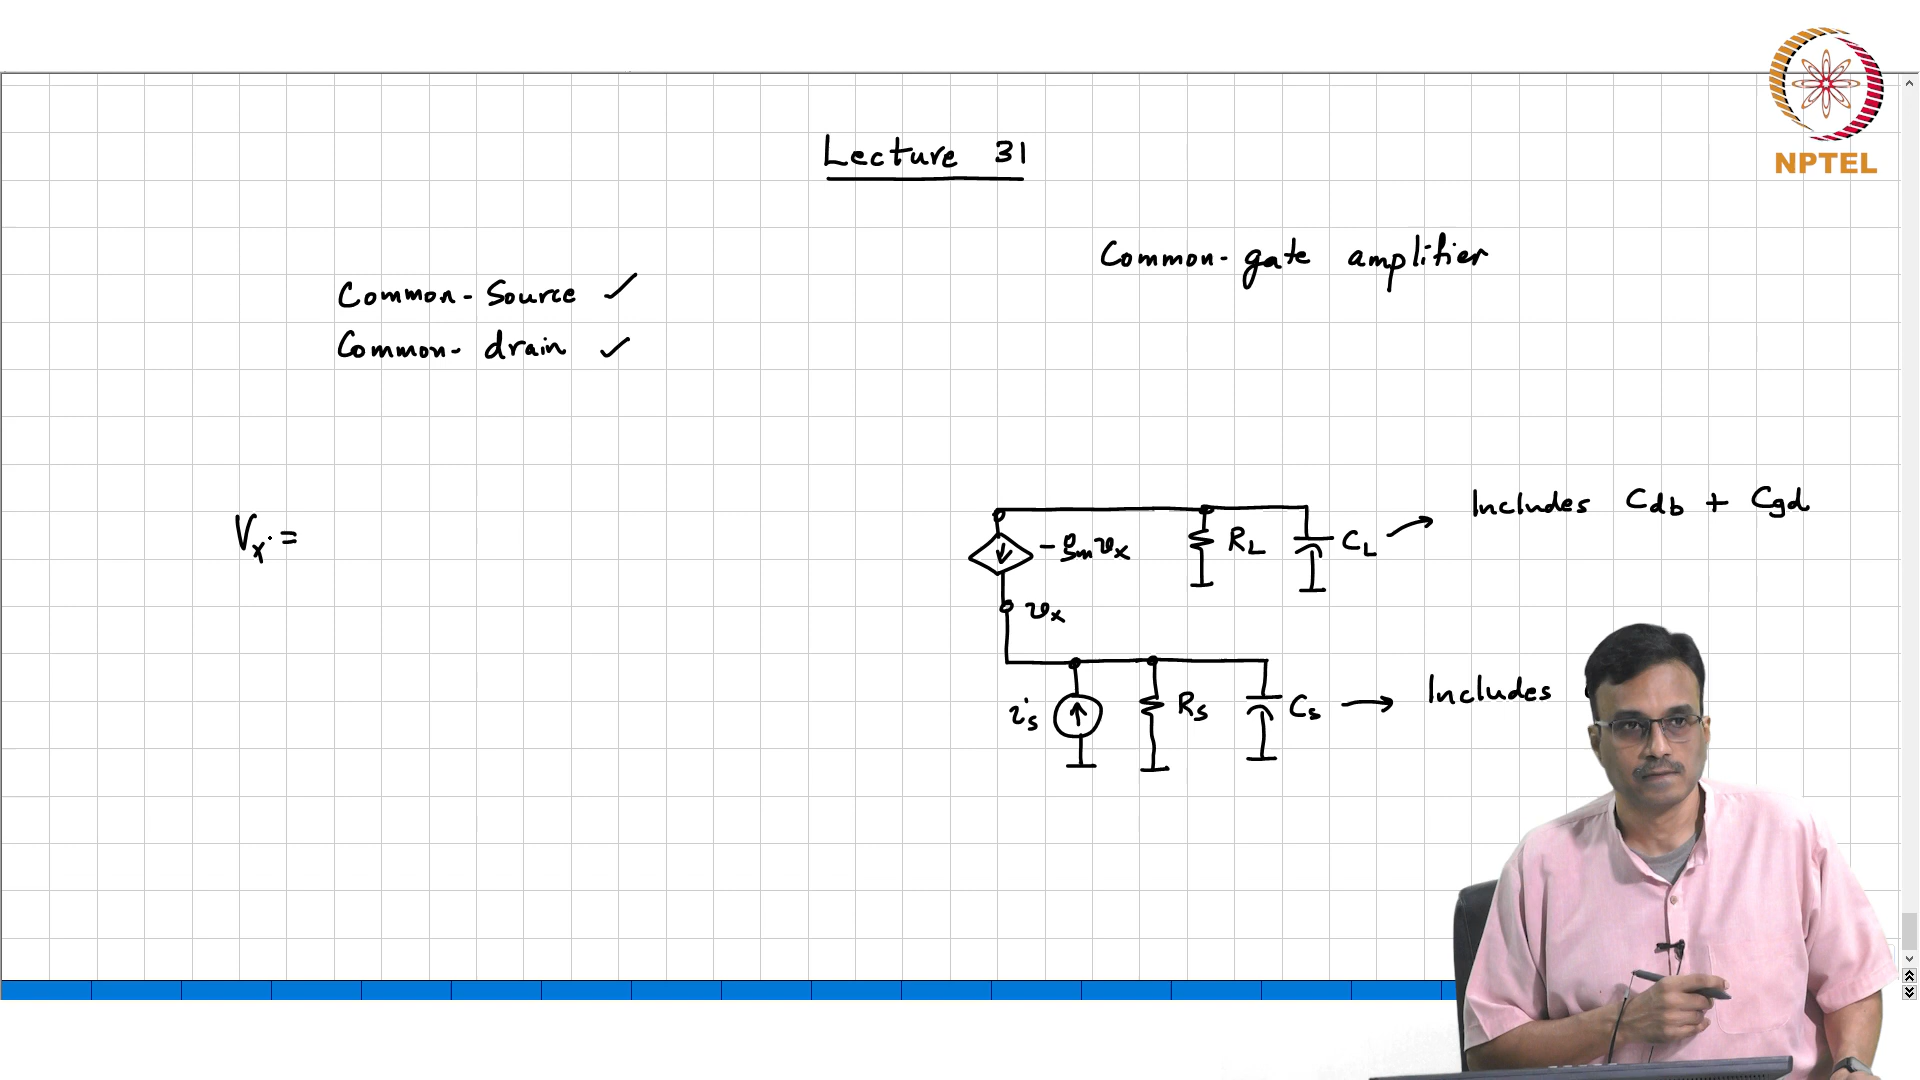 NPTEL
Lecture 31
Common-gate amplifier
Common-Source ✓
Common-drain ✓
Includes Cdb + Cgd
Vx =
-gmvx
RL
CL
vx
Includes
is
Rs
Cs